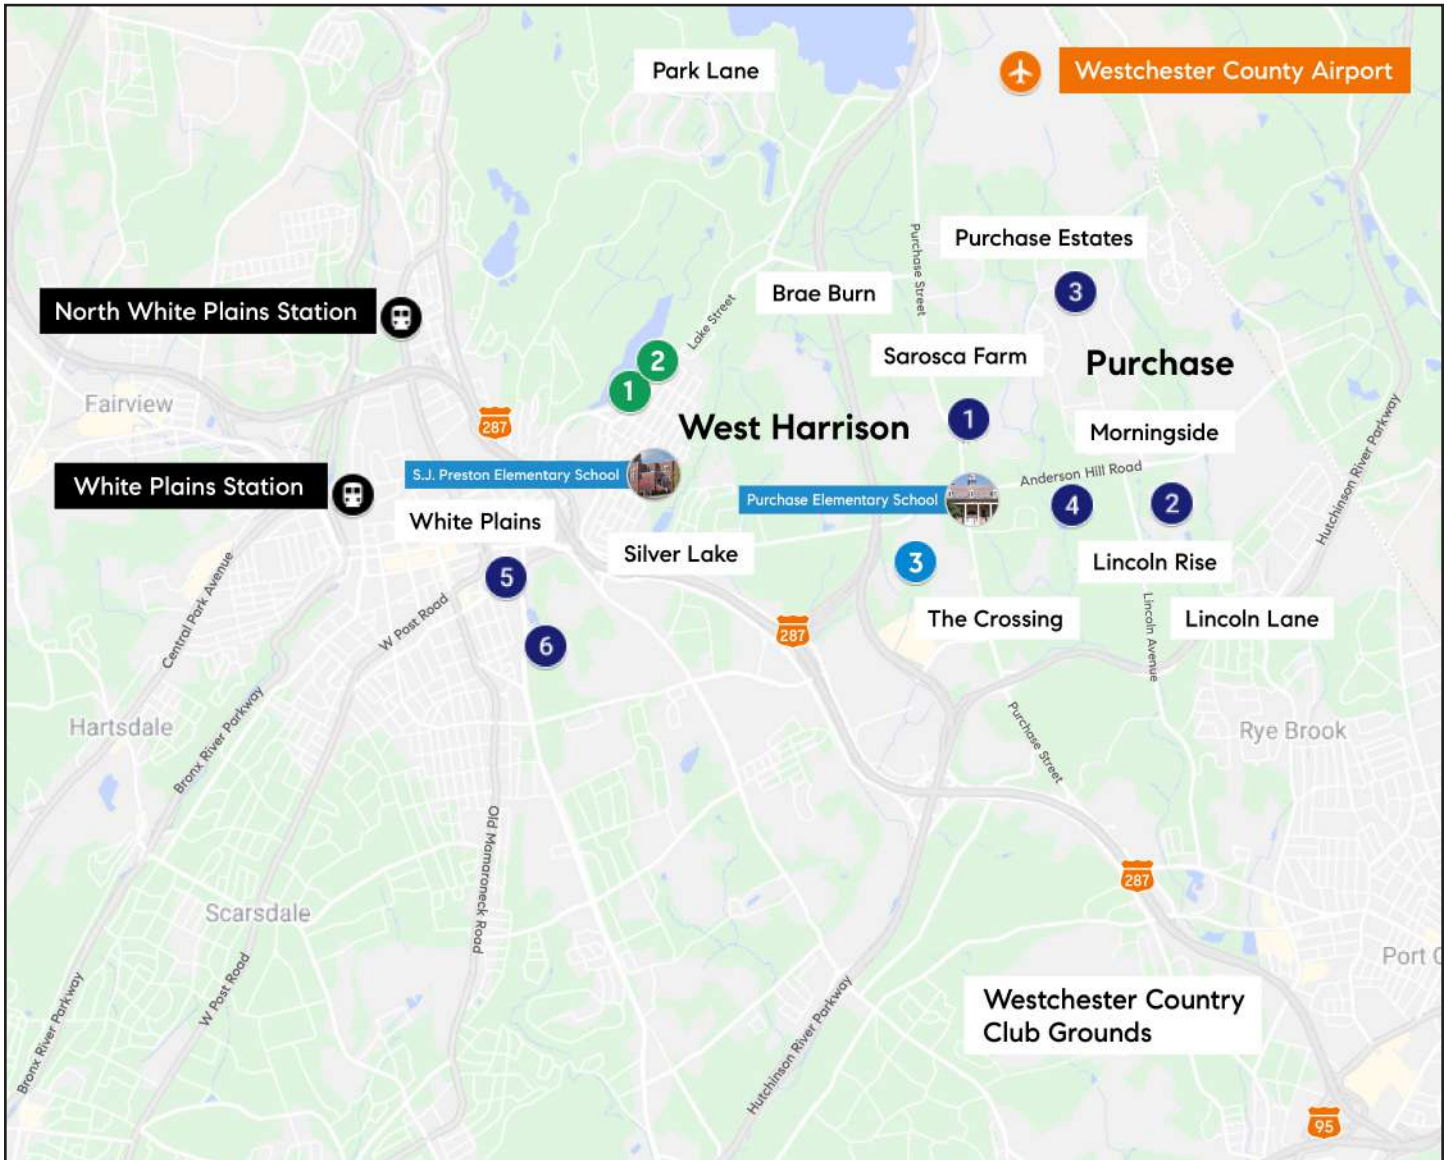 Park Lane
Westchester County Airport
Purchase Street
Purchase Estates
Brae Burn
3
North White Plains Station
Lake Street
Sarosca Farm
2
1
Purchase
Fairview
287
West Harrison
1
Morningside
Hutchinson River Parkway
S.J. Preston Elementary School
Anderson Hill Road
White Plains Station
Purchase Elementary School
4
2
White Plains
Silver Lake
3
Lincoln Rise
5
Central Park Avenue
W Post Road
287
The Crossing
Lincoln Avenue
Lincoln Lane
6
Hartsdale
Bronx River Parkway
Purchase Street
Rye Brook
Old Mamaroneck Road
287
Scarsdale
W Post Road
Port
Bronx River Parkway
Hutchinson River Parkway
Westchester Country
Club Grounds
95